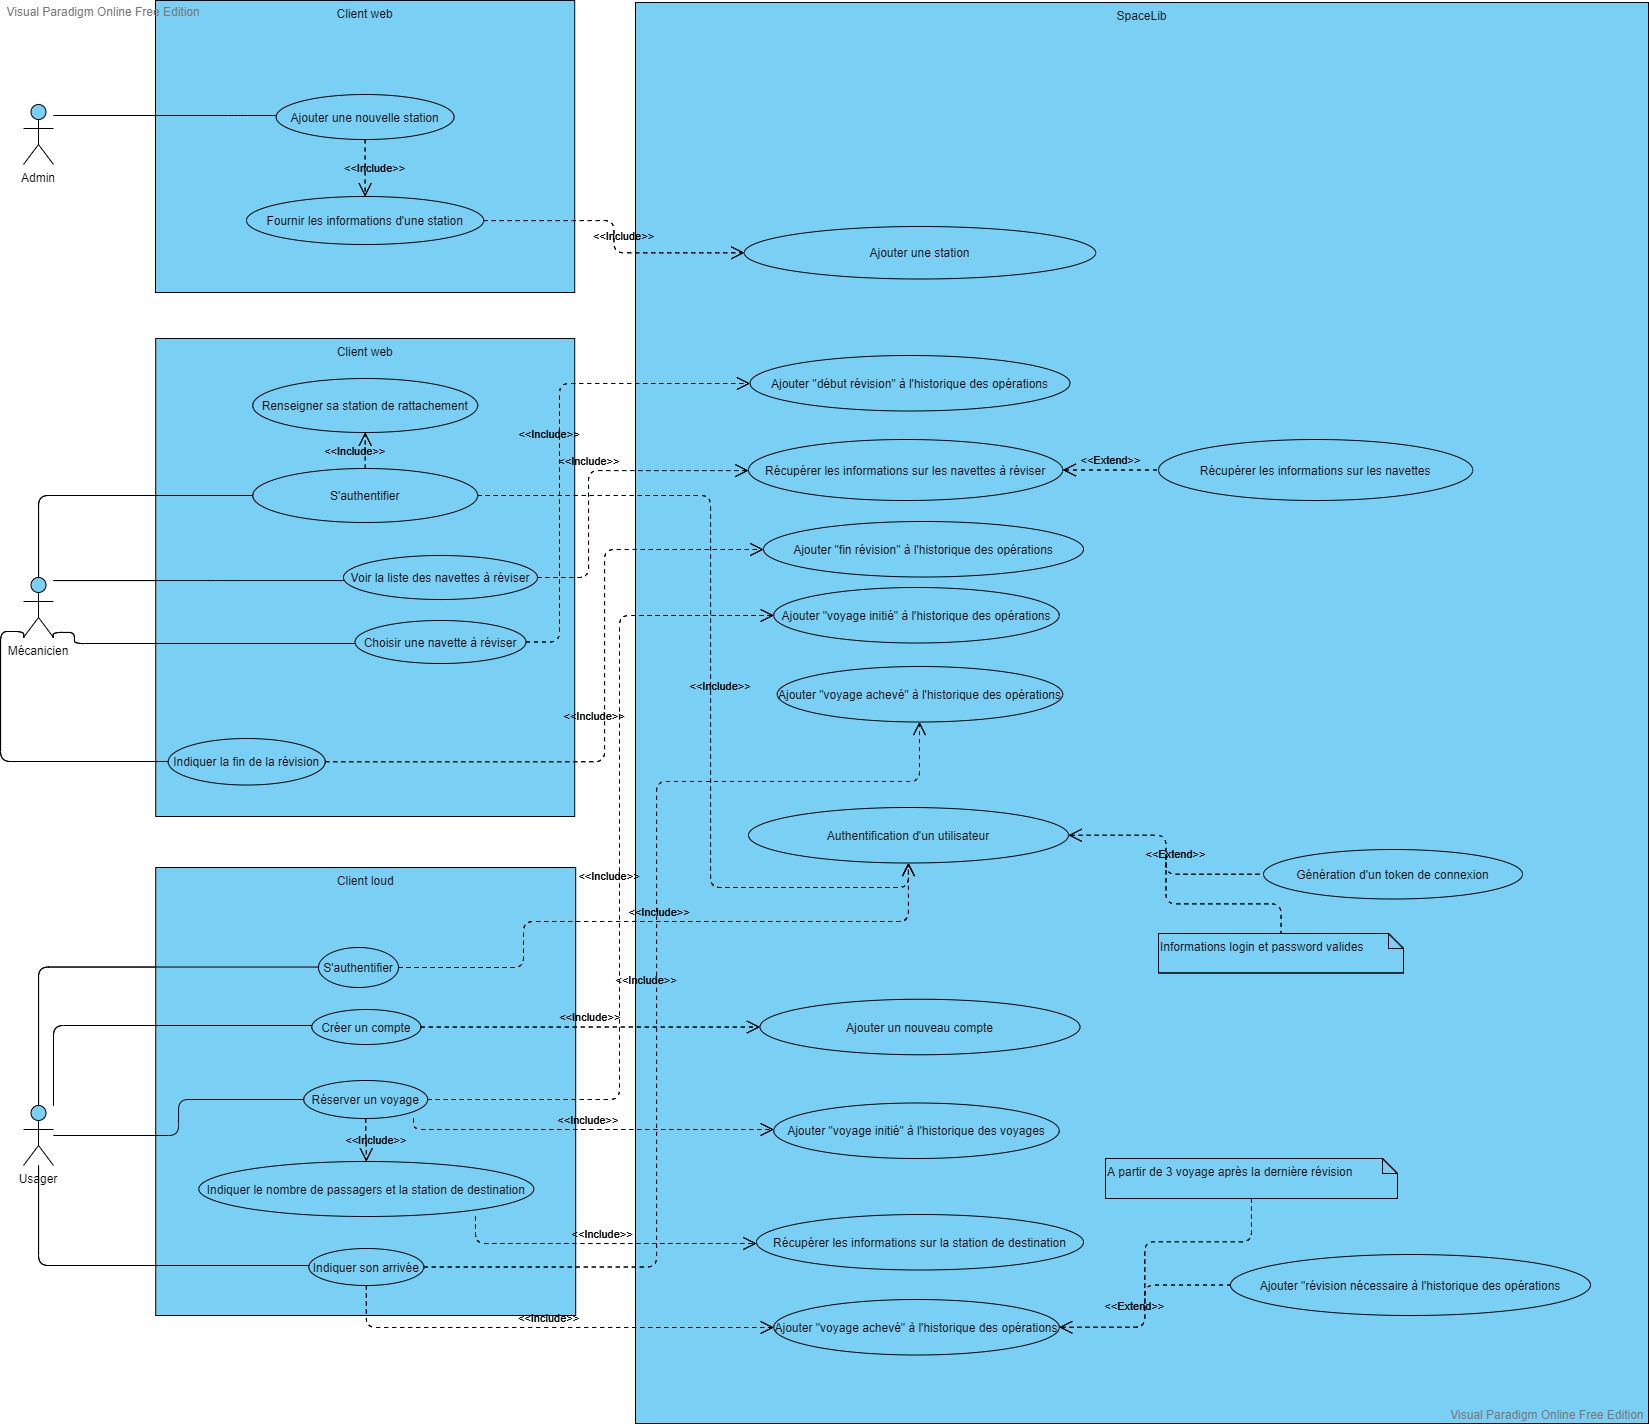 Visual Paradigm Online Free Edition
Client web
SpaceLib
Ajouter une nouvelle station
<<Include>>
Admin
Fournir les informations d'une station
<<Include>>
Ajouter une station
Client web
Ajouter "début révision" à l'historique des opérations
Renseigner sa station de rattachement
<<Include>>
<<Include>>
<<Include>>
<<Extend>>
Récupérer les informations sur les navettes à réviser
Récupérer les informations sur les navettes
S'authentifier
Ajouter "fin révision" à l'historique des opérations
Voir la liste des navettes à réviser
Ajouter "voyage initié" à l'historique des opérations
Choisir une navette à réviser
Mécanicien
<<Include>>
Ajouter "voyage achevé" à l'historique des opérations
<<Include>>
Indiquer la fin de la révision
Authentification d'un utilisateur
<<Extend>>
Génération d'un token de connexion
Client loud
<<Include>>
<<Include>>
Informations login et password valides
S'authentifier
<<Include>>
Créer un compte
<<Include>>
Ajouter un nouveau compte
Réserver un voyage
<<Include>>
Ajouter "voyage initié" à l'historique des voyages
<<Include>>
A partir de 3 voyage après la dernière révision
Usager
Indiquer le nombre de passagers et la station de destination
<<Include>>
Récupérer les informations sur la station de destination
Indiquer son arrivée
Ajouter "révision nécessaire à l'historique des opérations
<<Extend>>
<<Include>>
Ajouter "voyage achevé" à l'historique des opérations
Visual Paradigm Online Free Edition